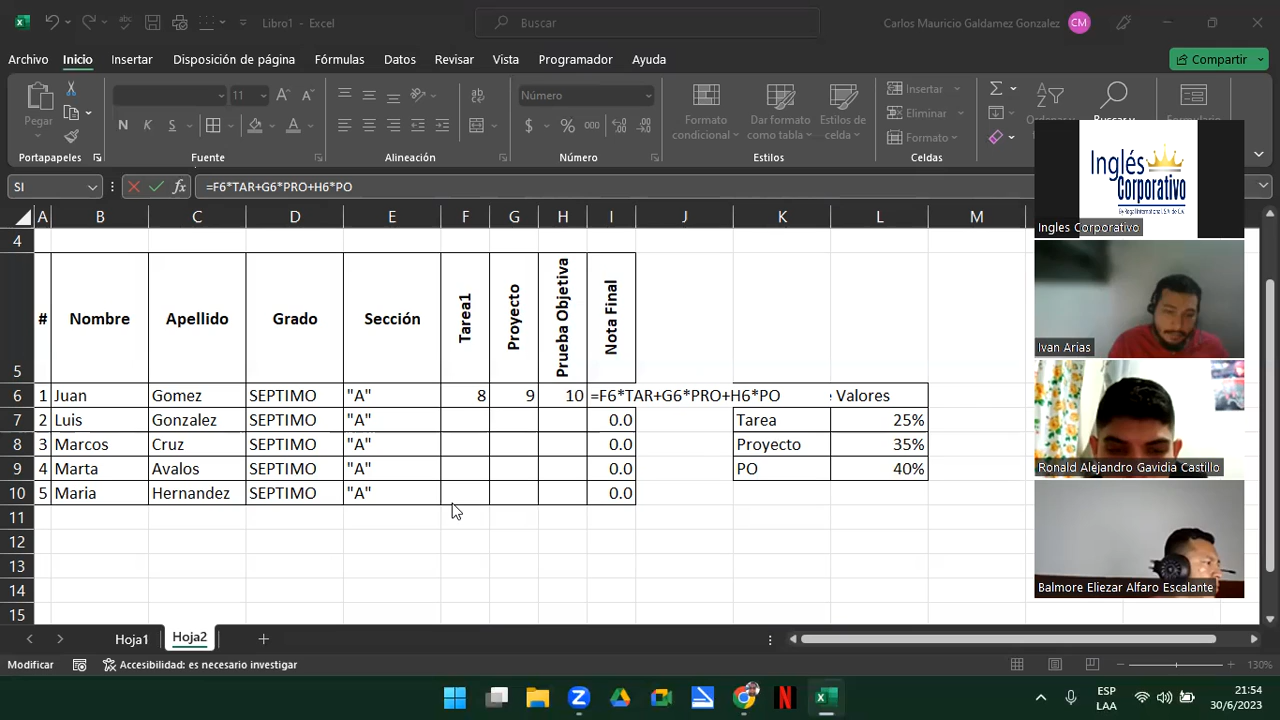 Libro1 - Excel
Buscar
Carlos Mauricio Galdamez Gonzalez
CM
Archivo Inicio Insertar Disposición de página Fórmulas Datos Revisar Vista Programador Ayuda
Compartir
Pegar
11
N K S
Número
$ % 000
Formato condicional
Dar formato como tabla
Estilos de celda
Insertar
Eliminar
Formato
Portapapeles Fuente Alineación Número Estilos Celdas
SI
=F6*TAR+G6*PRO+H6*PO
A B C D E F G H I J K L M
4
5 # Nombre Apellido Grado Sección Tarea1 Proyecto Prueba Objetiva Nota Final
6 1 Juan Gomez SEPTIMO "A" 8 9 10 =F6*TAR+G6*PRO+H6*PO Valores
7 2 Luis Gonzalez SEPTIMO "A" 0.0 Tarea 25%
8 3 Marcos Cruz SEPTIMO "A" 0.0 Proyecto 35%
9 4 Marta Avalos SEPTIMO "A" 0.0 PO 40%
10 5 Maria Hernandez SEPTIMO "A" 0.0
11
12
13
14
15
Inglés
Corporativo
Ingles Corporativo
Ivan Arias
Ronald Alejandro Gavidia Castillo
Balmore Eliezar Alfaro Escalante
Hoja1 Hoja2
Modificar
Accesibilidad: es necesario investigar
130%
ESP
LAA
21:54
30/6/2023